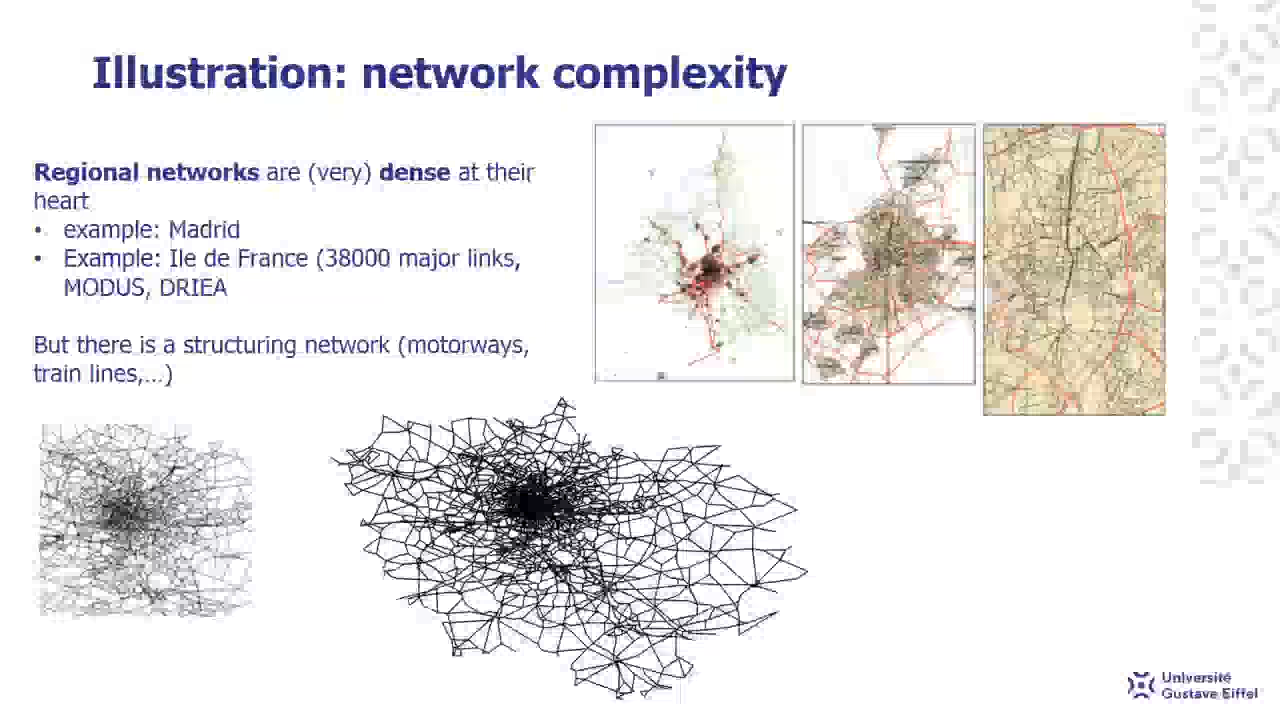 Illustration: network complexity
Regional networks are (very) dense at their
heart
• example: Madrid
• Example: Ile de France (38000 major links,
MODUS, DRIEA
But there is a structuring network (motorways,
train lines,...)
Université
Gustave Eiffel